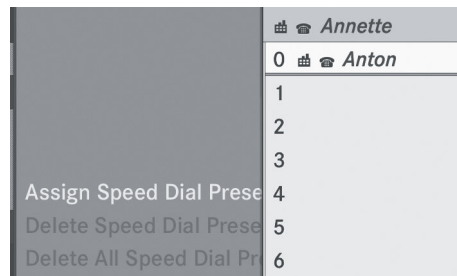 Annette
0 Anton
1
2
3
Assign Speed Dial Prese 4
Delete Speed Dial Prese 5
Delete All Speed Dial Pr 6